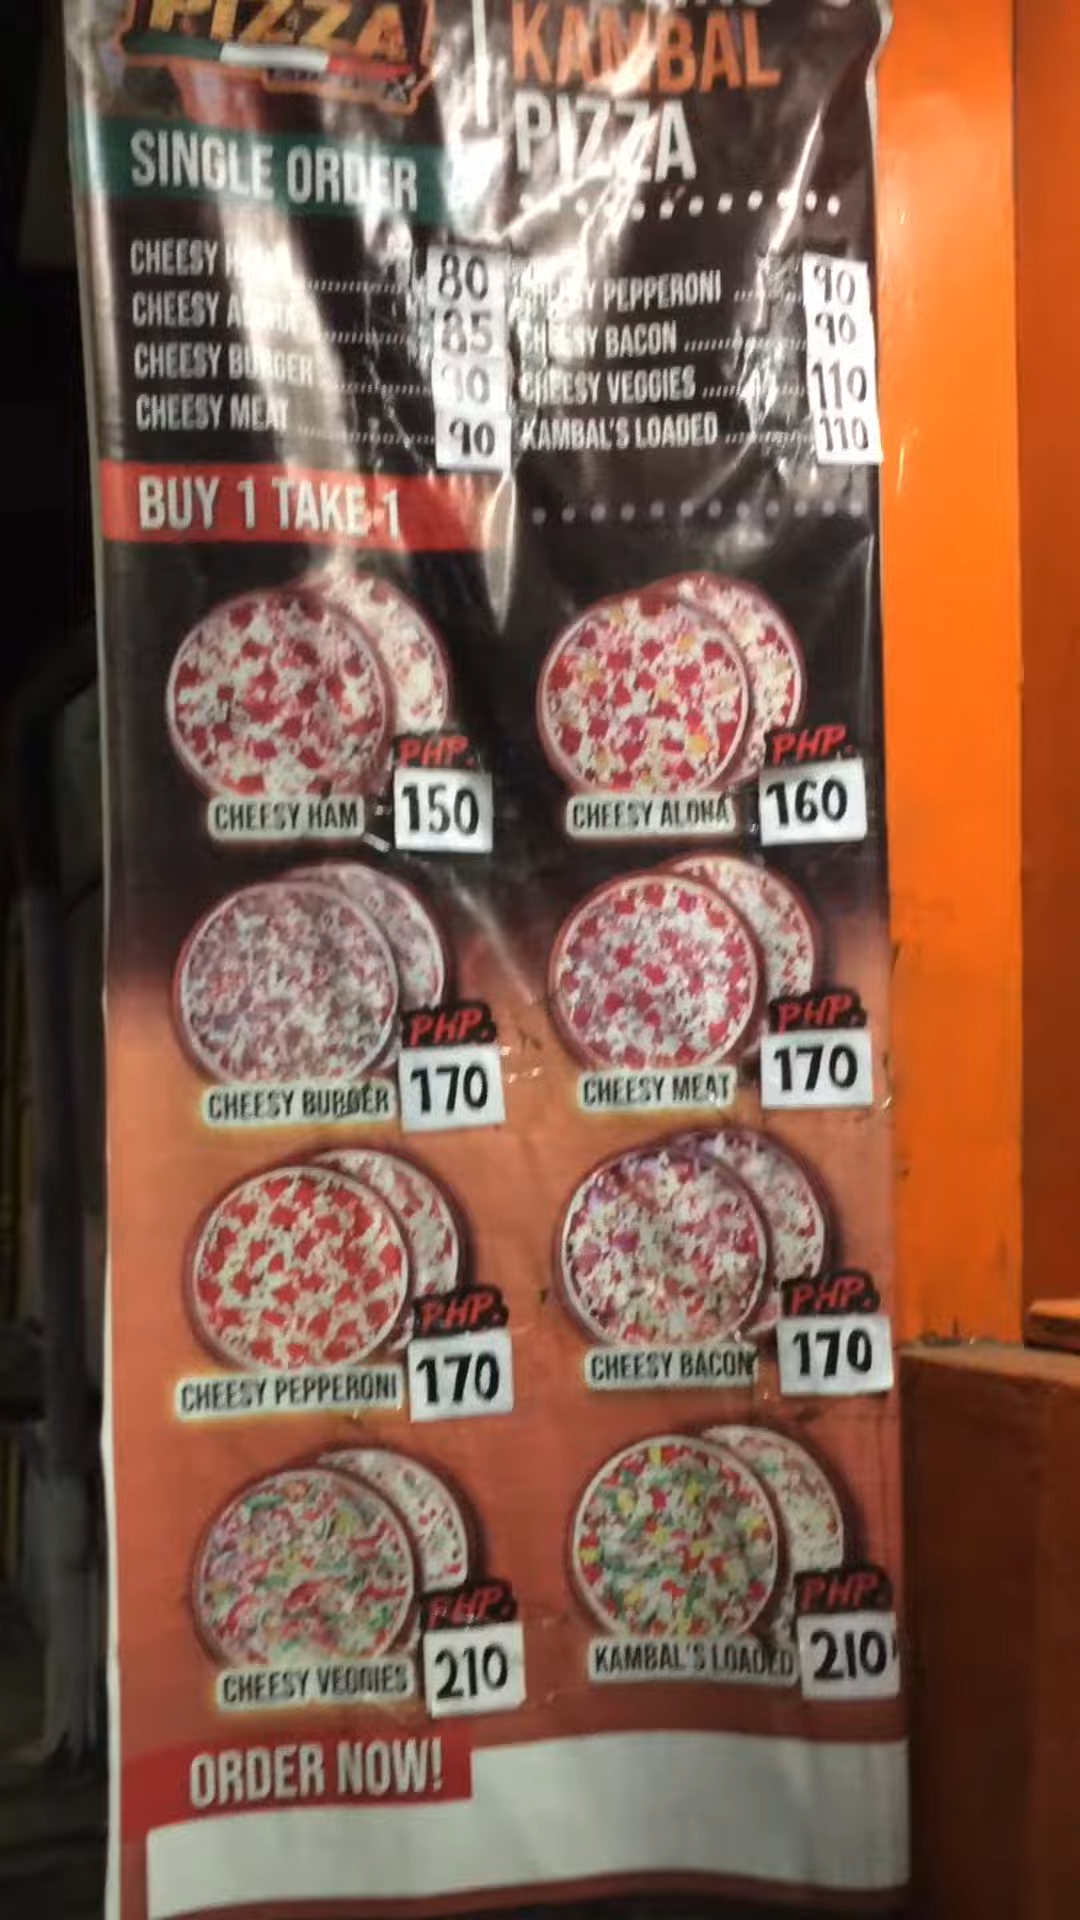 PIZZA
KAMBAL
PIZZA
SINGLE ORDER
CHEESY 80
CHEESY 85
CHEESY BURGER 90
CHEESY MEAT 90
PEPPERONI 90
CHEESY BACON 90
CHEESY VEGGIES 110
KAMBAL'S LOADED 110
BUY 1 TAKE 1
PHP. PHP.
CHEESY HAM 150
CHEESY ALOHA 160
PHP. PHP.
CHEESY BURGER 170
CHEESY MEAT 170
PHP. PHP.
CHEESY PEPPERONI 170
CHEESY BACON 170
PHP. PHP.
CHEESY VEGGIES 210
KAMBAL'S LOADED 210
ORDER NOW!